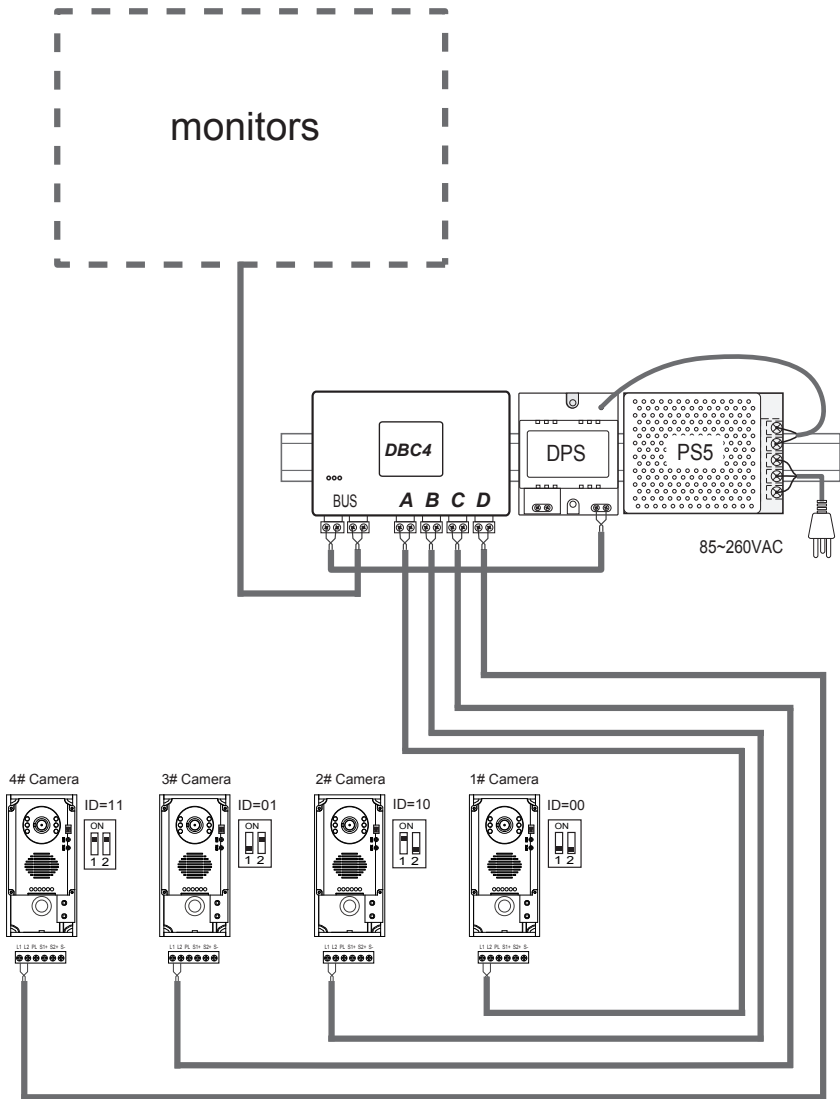 monitors
DBC4
DPS
PS5
BUS
A B C D
85~260VAC
4# Camera
ID=11
ON
1 2
L1 L2 PL S1+ S2+ S-
3# Camera
ID=01
ON
1 2
L1 L2 PL S1+ S2+ S-
2# Camera
ID=10
ON
1 2
L1 L2 PL S1+ S2+ S-
1# Camera
ID=00
ON
1 2
L1 L2 PL S1+ S2+ S-